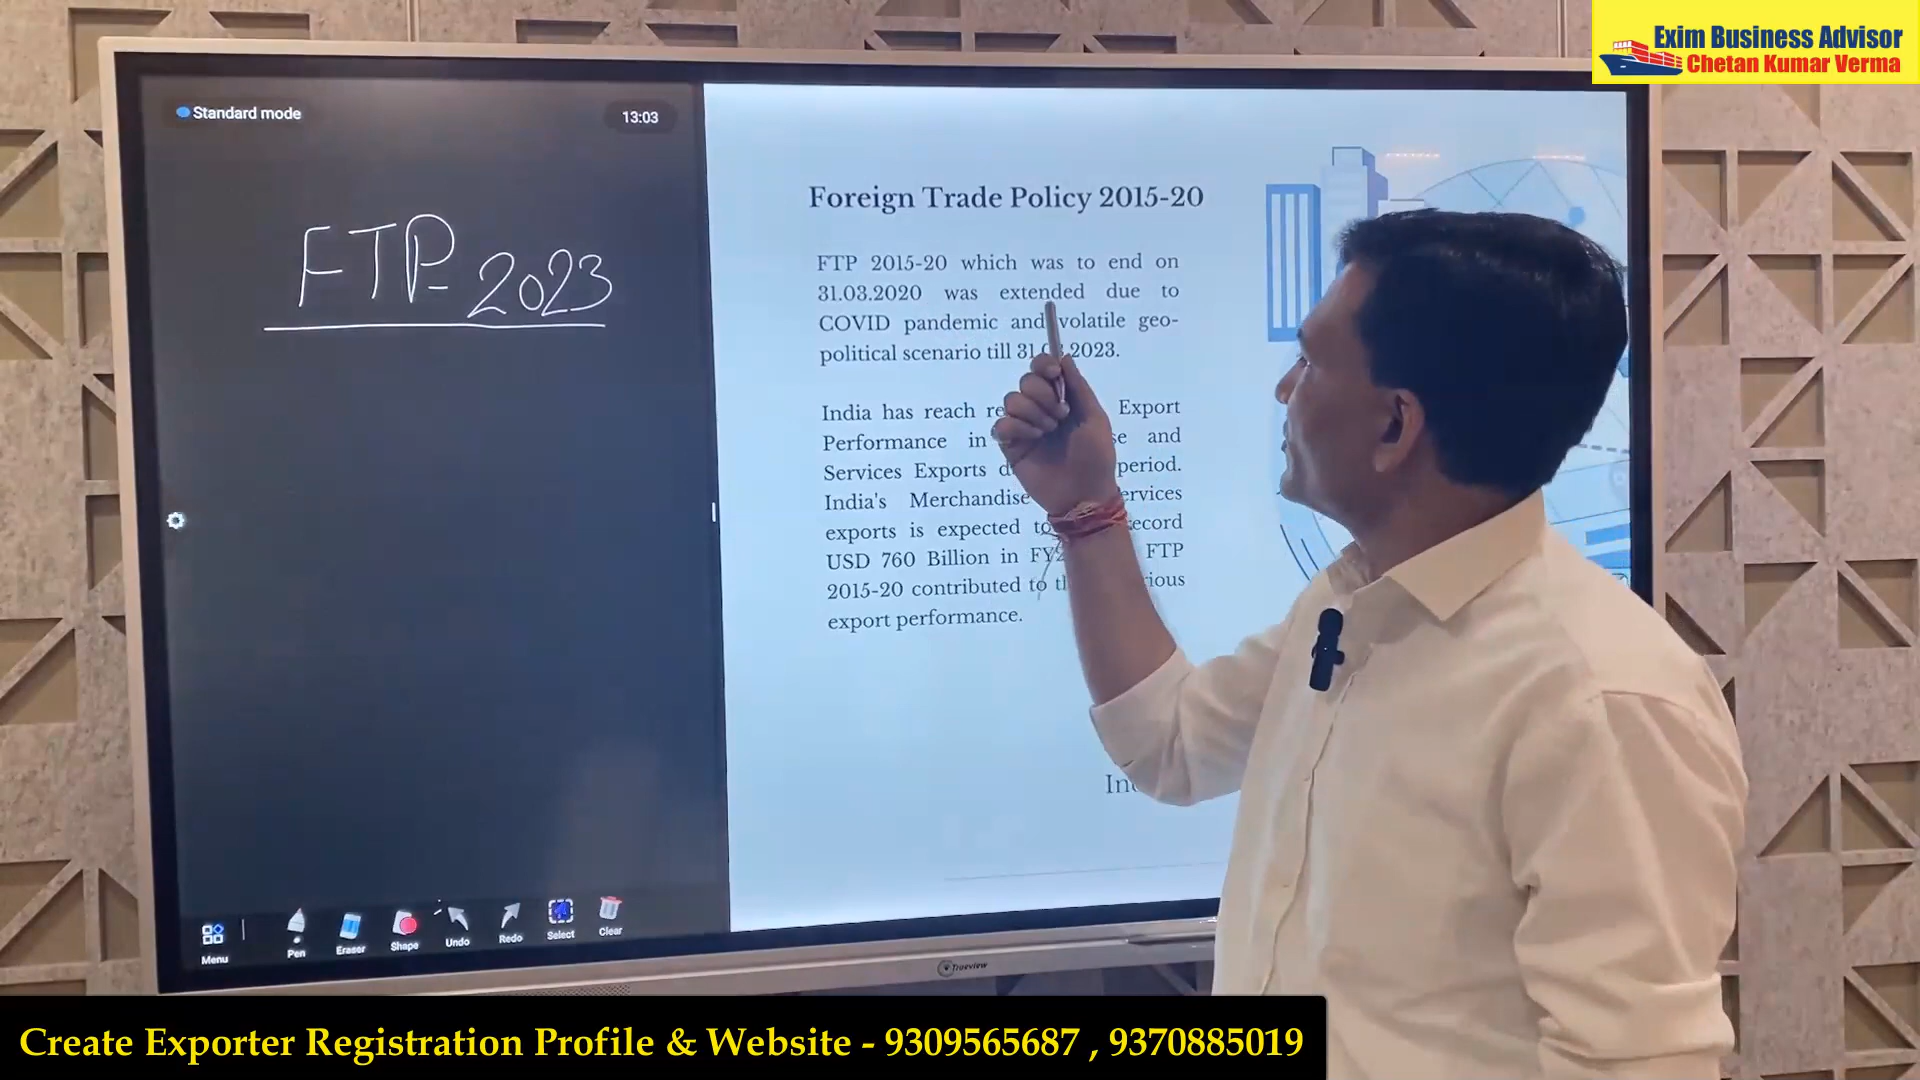 Exim Business Advisor
Chetan Kumar Verma
Standard mode
13:03
FTP-2023
Foreign Trade Policy 2015-20
FTP 2015-20 which was to end on
31.03.2020 was extended due to
COVID pandemic and volatile geo-
political scenario till 31.03.2023.
India has reach Export
Performance in and
Services Exports period.
India's Merchandise
exports is expected to
USD 760 Billion in FTP
2015-20 contributed to
export performance.
Menu
Pen
Eraser
Shape
Undo
Redo
Select
Clear
Trueview
Create Exporter Registration Profile & Website - 9309565687 , 9370885019